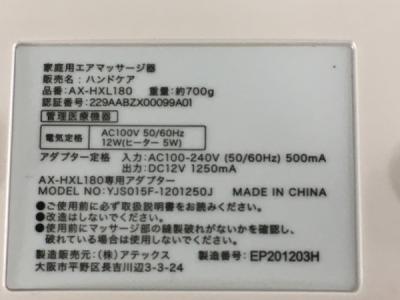 家庭用エアマッサージ器
販売名：ハンドケア
品番：AX-HXL180 重量：約700g
認証番号：229AABZX00099A01
管理医療機器
電気定格 AC100V 50/60Hz
12W(ヒーター 5W)
アダプター定格 入力：AC100-240V (50/60Hz) 500mA
出力：DC12V 1250mA
AX-HXL180専用アダプター
MODEL NO：YJS015F-1201250J MADE IN CHINA
●ご使用前に必ず取扱説明書をお読みください。
●改造はしないでください。
●使用前にマッサージ部の縫製破れがないかを確認し、
破れている場合は使用しないでください。
製造販売元：(株)アテックス 製造番号：EP201203H
大阪市平野区長吉川辺3-3-24